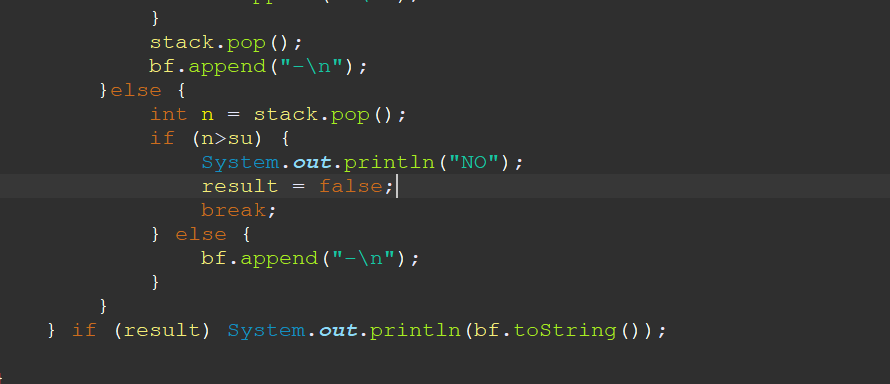 }
stack.pop();
bf.append("-\n");
}else {
int n = stack.pop();
if (n>su) {
System.out.println("NO");
result = false;
break;
} else {
bf.append("-\n");
}
}
} if (result) System.out.println(bf.toString());